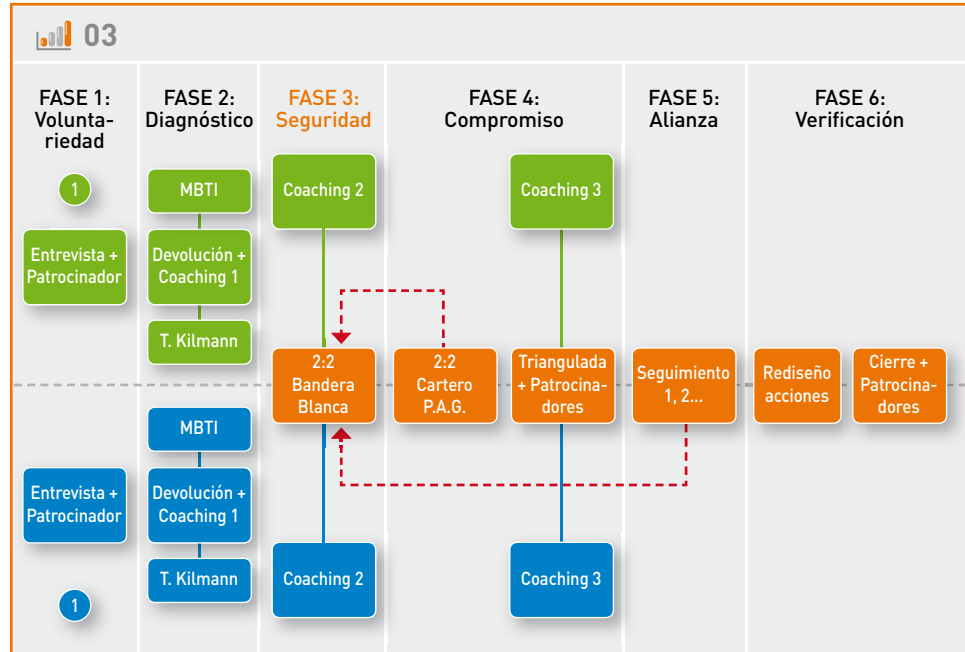 03
FASE 1:
Volunta-
riedad
FASE 2:
Diagnóstico
FASE 3:
Seguridad
FASE 4:
Compromiso
FASE 5:
Alianza
FASE 6:
Verificación
1
Entrevista +
Patrocinador
MBTI
Devolución +
Coaching 1
T. Kilmann
Coaching 2
Coaching 3
2:2
Bandera
Blanca
2:2
Cartero
P.A.G.
Triangulada
+ Patrocina-
dores
Seguimiento
1, 2...
Rediseño
acciones
Cierre +
Patrocina-
dores
MBTI
Entrevista +
Patrocinador
Devolución +
Coaching 1
T. Kilmann
Coaching 2
Coaching 3
1